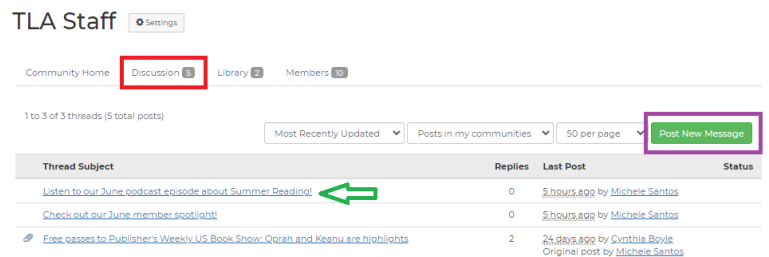 TLA Staff Settings
Community Home Discussion 5 Library 2 Members 10
1 to 3 of 3 threads (5 total posts)
Most Recently Updated Posts in my communities 50 per page Post New Message
Thread Subject Replies Last Post Status
Listen to our June podcast episode about Summer Reading! 0 5 hours ago by Michele Santos
Check out our June member spotlight! 0 5 hours ago by Michele Santos
Free passes to Publisher's Weekly US Book Show: Oprah and Keanu are highlights 2 24 days ago by Cynthia Boyle
Original post by Michele Santos